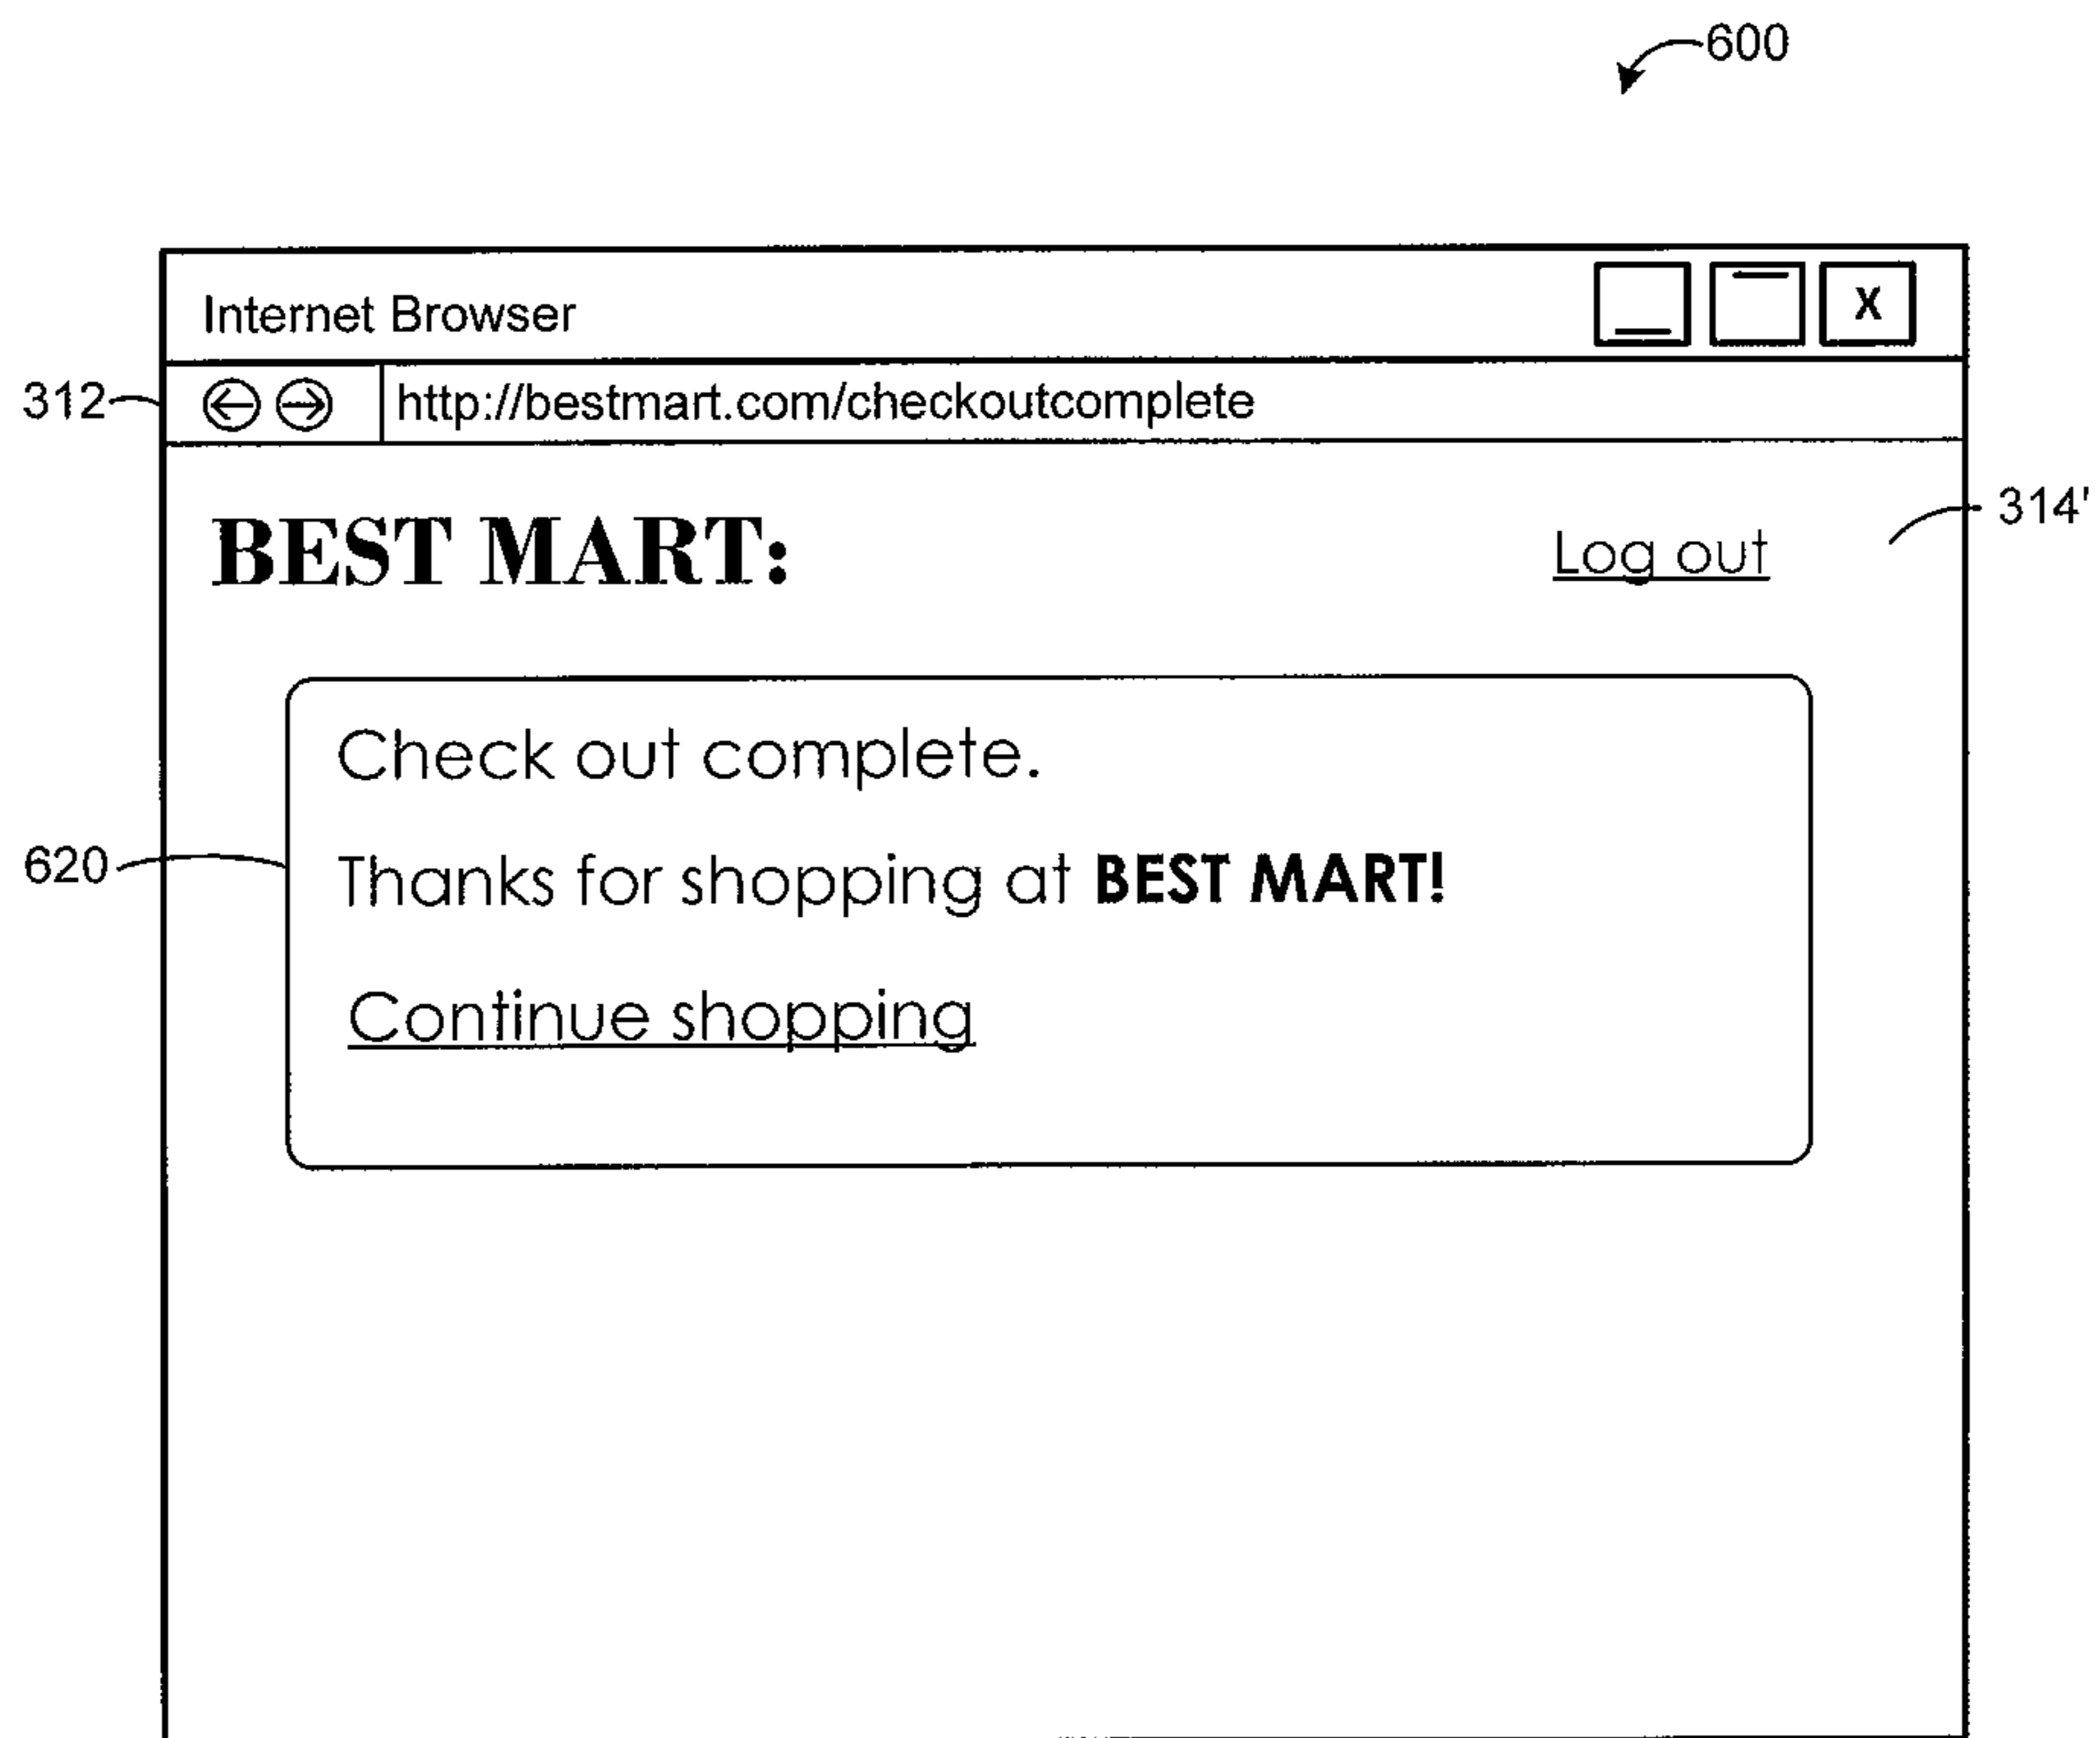 600
Internet Browser X
312 http://bestmart.com/checkoutcomplete
BEST MART: Log out 314'
Check out complete.
620 Thanks for shopping at BEST MART!
Continue shopping